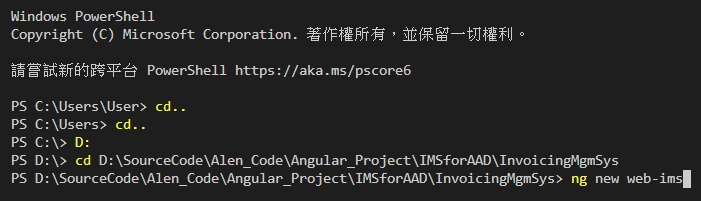 Windows PowerShell
Copyright (C) Microsoft Corporation. 著作權所有，並保留一切權利。
請嘗試新的跨平台 PowerShell https://aka.ms/pscore6
PS C:\Users\User> cd..
PS C:\Users> cd..
PS C:\> D:
PS D:\> cd D:\SourceCode\Alen_Code\Angular_Project\IMSforAAD\InvoicingMgmSys
PS D:\SourceCode\Alen_Code\Angular_Project\IMSforAAD\InvoicingMgmSys> ng new web-ims